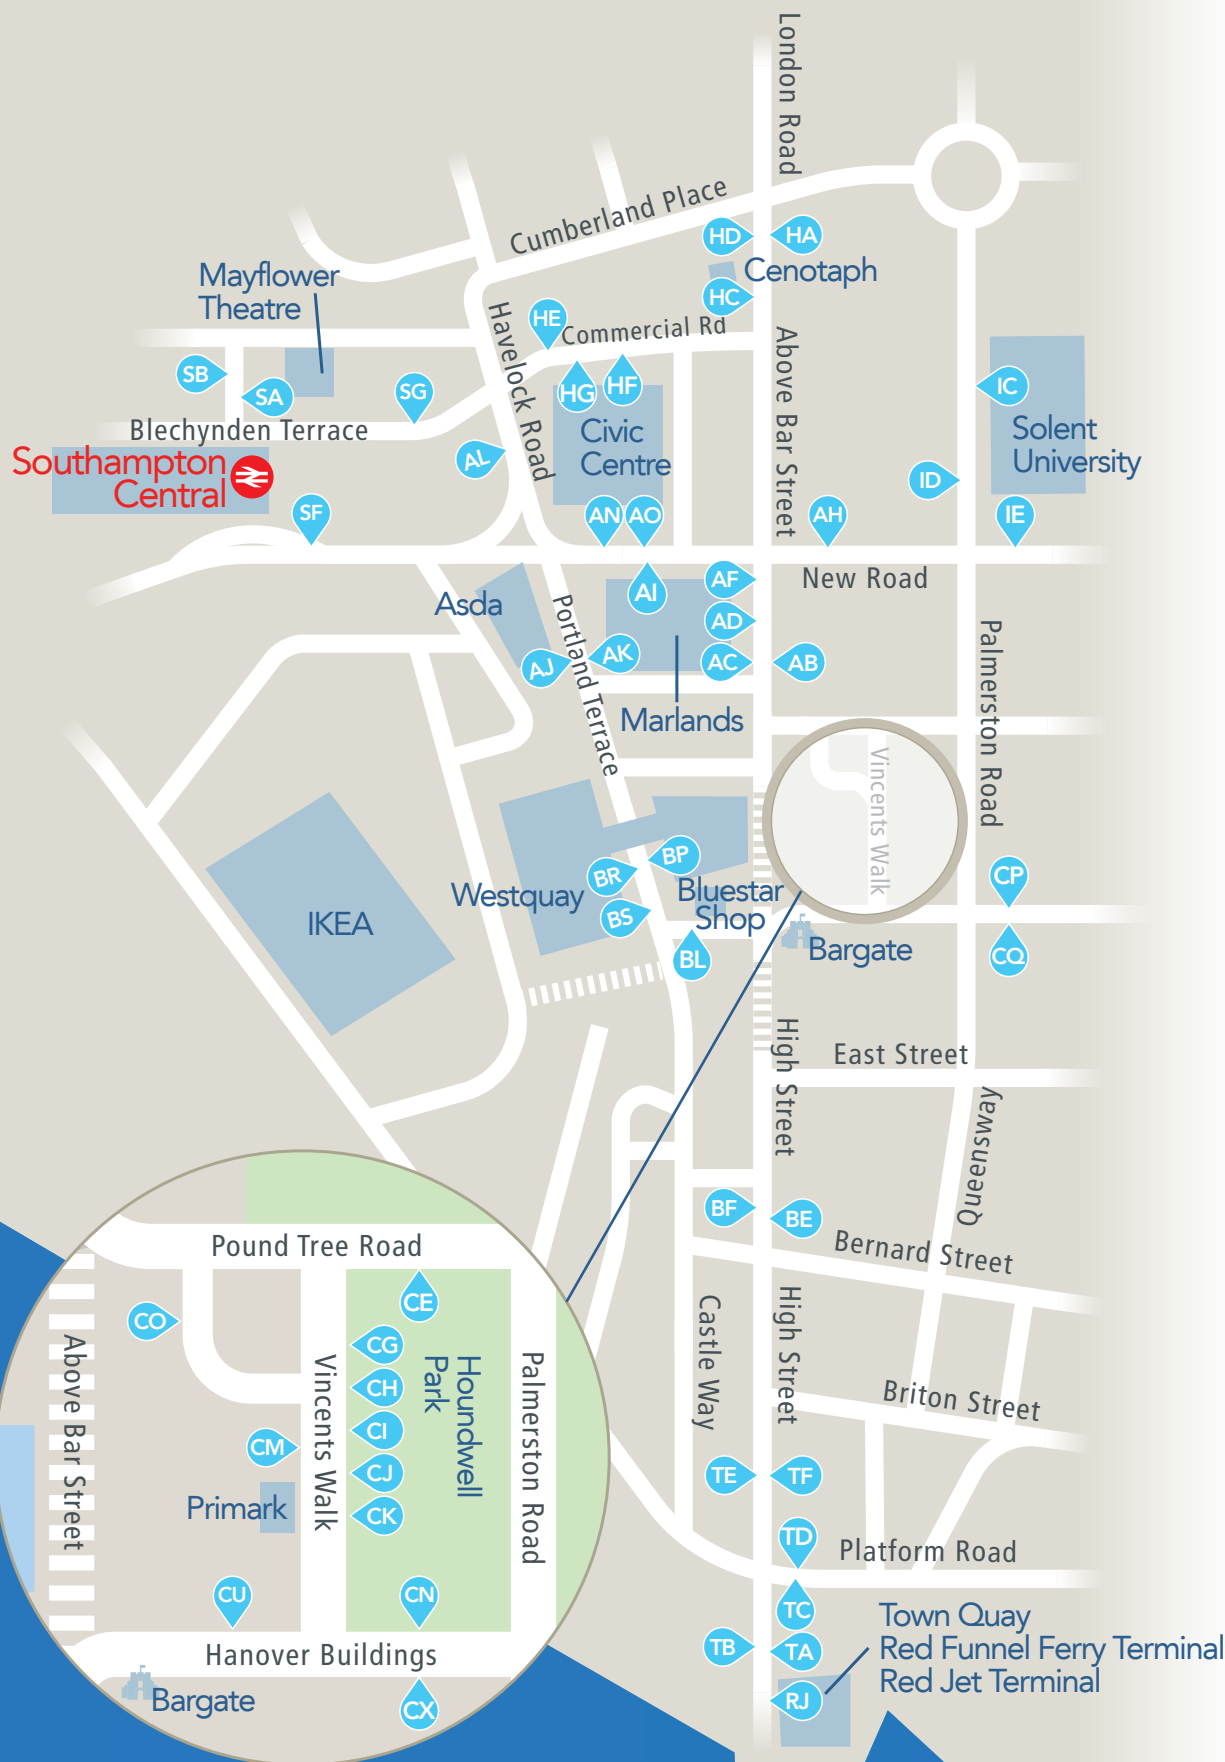 London Road
Cumberland Place
HD
HA
Cenotaph
HC
Mayflower
Theatre
HE
Commercial Rd
Havelock Road
Above Bar Street
SB
SA
SG
HG
HF
IC
Blechynden Terrace
Civic
Centre
Solent
University
Southampton
Central
AL
ID
SF
AN
AO
AH
IE
New Road
AF
AI
Asda
Portland Terrace
AD
AK
AJ
AC
AB
Palmerston Road
Marlands
Vincents Walk
BP
BR
Westquay
Bluestar
Shop
CP
BS
IKEA
Bargate
BL
CQ
High Street
East Street
Queensway
BF
BE
Bernard Street
Castle Way
High Street
Briton Street
TE
TF
TD
Platform Road
TC
TB
TA
RJ
Town Quay
Red Funnel Ferry Terminal
Red Jet Terminal
Pound Tree Road
CE
CO
CG
Above Bar Street
Vincents Walk
Houndwell
Park
Palmerston Road
CH
CI
CM
CJ
Primark
CK
CU
CN
Hanover Buildings
Bargate
CX